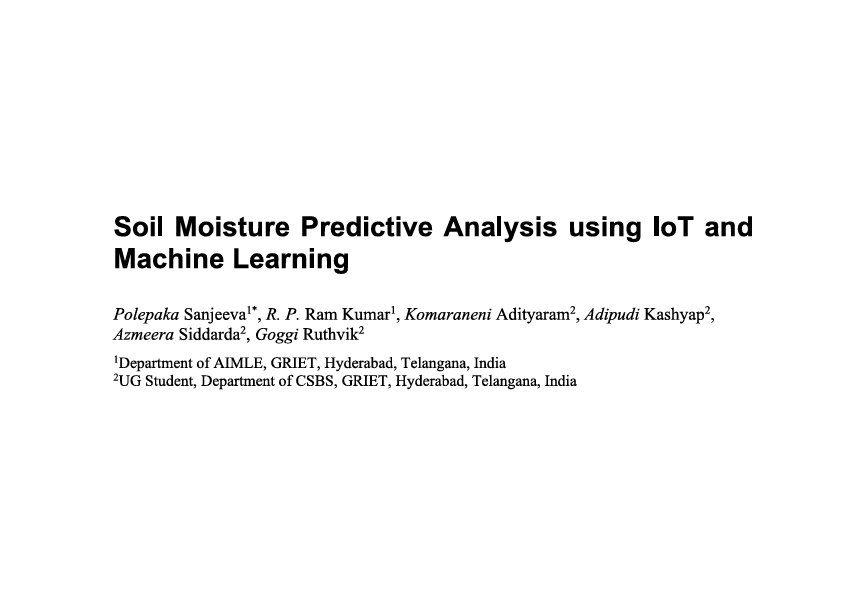 Soil Moisture Predictive Analysis using IoT and
Machine Learning
Polepaka Sanjeeva1*, R. P. Ram Kumar1, Komaraneni Adityaram2, Adipudi Kashyap2,
Azmeera Siddarda2, Goggi Ruthvik2
1Department of AIMLE, GRIET, Hyderabad, Telangana, India
2UG Student, Department of CSBS, GRIET, Hyderabad, Telangana, India